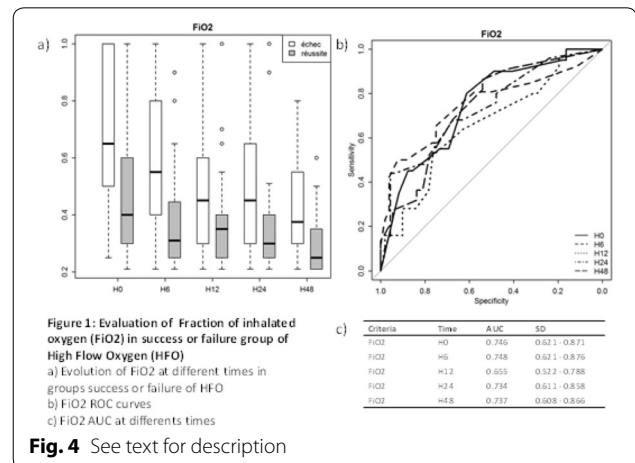 FiO2
a)
échec
réussite
1.0
0.8
0.6
0.4
0.2
H0 H6 H12 H24 H48
b)
FiO2
Sensitivity
1.0
0.8
0.6
0.4
0.2
0.0
H0
H6
H12
H24
H48
1.0 0.8 0.6 0.4 0.2 0.0
Specificity
Figure 1: Evaluation of Fraction of inhalated
oxygen (FiO2) in success or failure group of
High Flow Oxygen (HFO)
a) Evolution of FiO2 at different times in
groups success or failure of HFO
b) FiO2 ROC curves
c) FiO2 AUC at differents times
c)
Criteria Time AUC SD
FiO2 H0 0.746 0.621 - 0.871
FiO2 H6 0.748 0.621 - 0.876
FiO2 H12 0.655 0.522 - 0.788
FiO2 H24 0.734 0.611 - 0.858
FiO2 H48 0.737 0.608 - 0.866
Fig. 4 See text for description